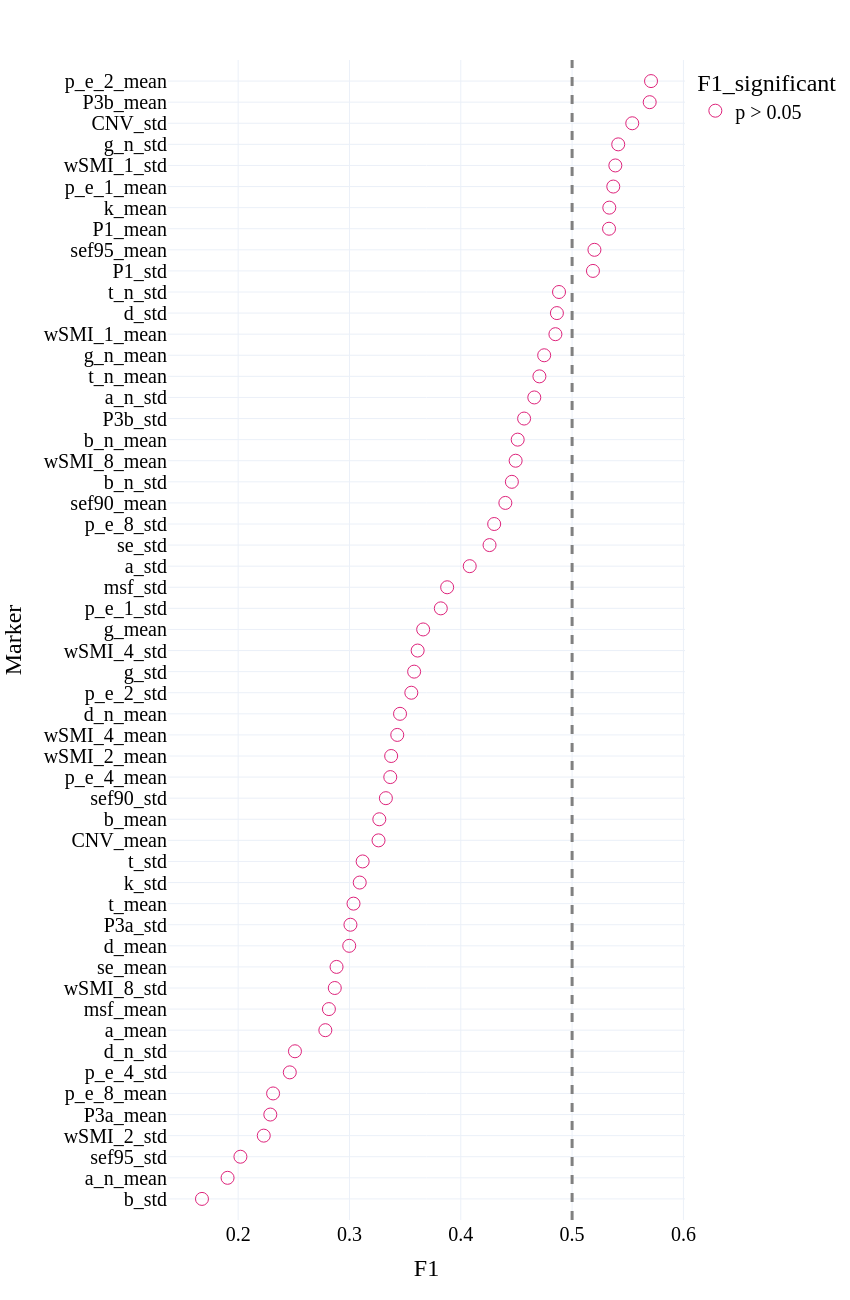 F1_significant
p > 0.05
p_e_2_mean
P3b_mean
CNV_std
g_n_std
wSMI_1_std
p_e_1_mean
k_mean
P1_mean
sef95_mean
P1_std
t_n_std
d_std
wSMI_1_mean
g_n_mean
t_n_mean
a_n_std
P3b_std
b_n_mean
wSMI_8_mean
b_n_std
sef90_mean
p_e_8_std
se_std
a_std
msf_std
p_e_1_std
g_mean
wSMI_4_std
g_std
p_e_2_std
d_n_mean
wSMI_4_mean
wSMI_2_mean
p_e_4_mean
sef90_std
b_mean
CNV_mean
t_std
k_std
t_mean
P3a_std
d_mean
se_mean
wSMI_8_std
msf_mean
a_mean
d_n_std
p_e_4_std
p_e_8_mean
P3a_mean
wSMI_2_std
sef95_std
a_n_mean
b_std
Marker
0.2 0.3 0.4 0.5 0.6
F1